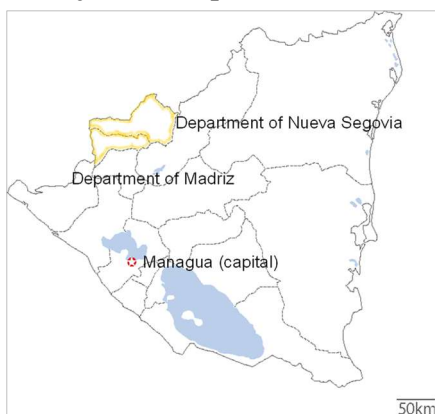 Department of Nueva Segovia
Department of Madriz
Managua (capital)
50km